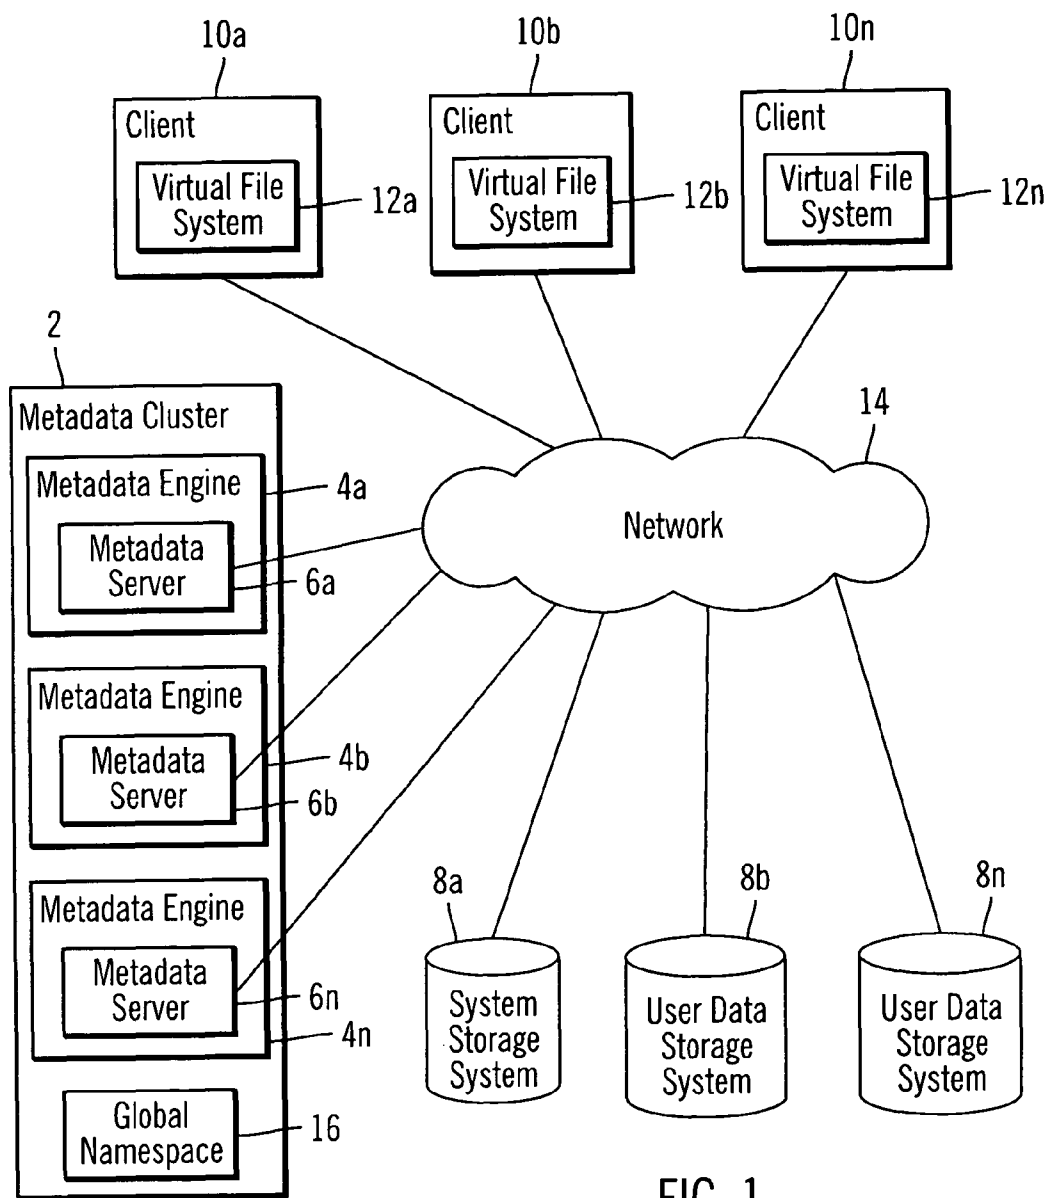 10a
10b
10n
Client
Virtual File
System
12a
Client
Virtual File
System
12b
Client
Virtual File
System
12n
2
Metadata Cluster
Metadata Engine
4a
Metadata
Server
6a
Metadata Engine
4b
Metadata
Server
6b
Metadata Engine
Metadata
Server
6n
4n
Global
Namespace
16
14
Network
8a
System
Storage
System
8b
User Data
Storage
System
8n
User Data
Storage
System
FIG. 1